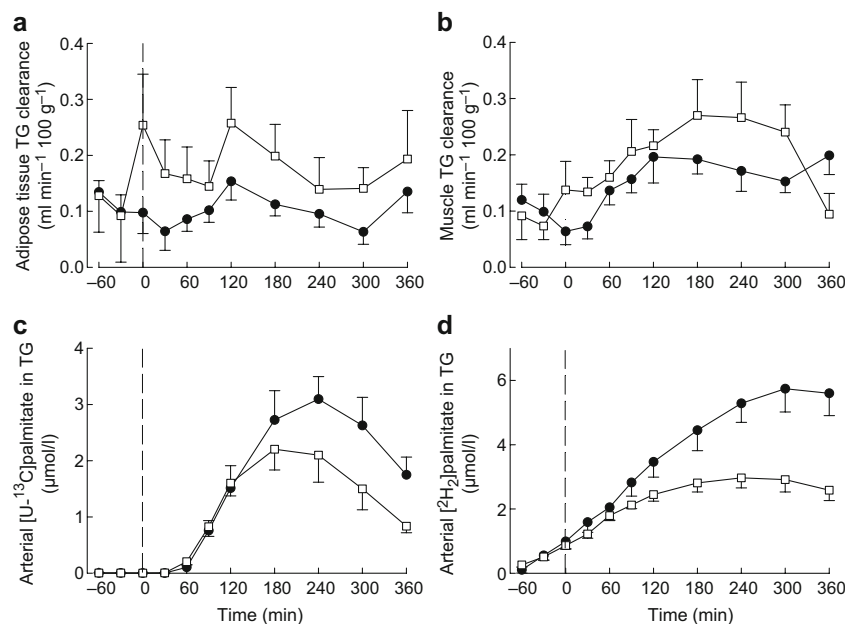 a
Adipose tissue TG clearance
(ml min⁻¹ 100 g⁻¹)
0.4
0.3
0.2
0.1
0.0
–60 0 60 120 180 240 300 360
b
Muscle TG clearance
(ml min⁻¹ 100 g⁻¹)
0.4
0.3
0.2
0.1
0.0
–60 0 60 120 180 240 300 360
c
Arterial [U-¹³C]palmitate in TG
(µmol/l)
4
3
2
1
0
–60 0 60 120 180 240 300 360
Time (min)
d
Arterial [²H₂]palmitate in TG
(µmol/l)
6
4
2
0
–60 0 60 120 180 240 300 360
Time (min)